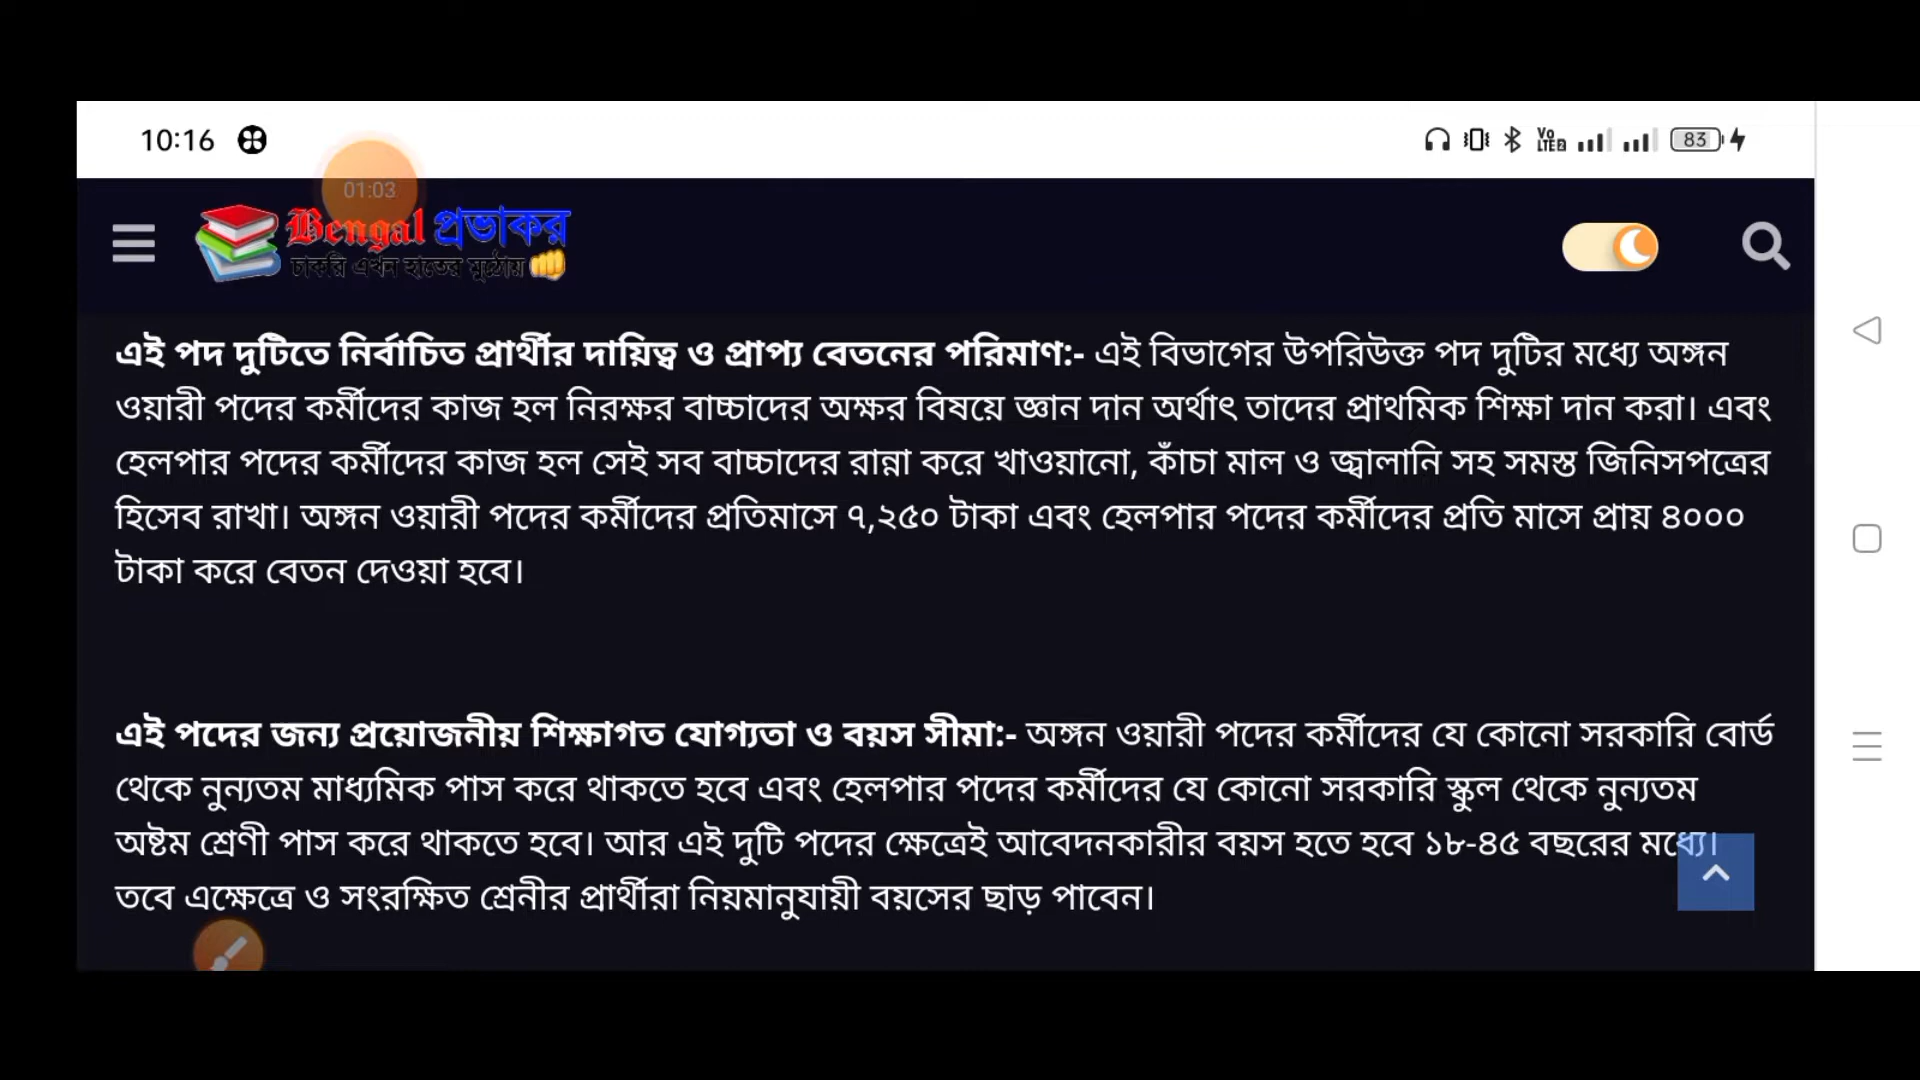 10:16
Vo LTE2
83
01:03
Bengal প্রভাকর
চাকরি এখন হাতের মুঠোয়
এই পদ দুটিতে নির্বাচিত প্রার্থীর দায়িত্ব ও প্রাপ্য বেতনের পরিমাণ:- এই বিভাগের উপরিউক্ত পদ দুটির মধ্যে অঙ্গন
ওয়ারী পদের কর্মীদের কাজ হল নিরক্ষর বাচ্চাদের অক্ষর বিষয়ে জ্ঞান দান অর্থাৎ তাদের প্রাথমিক শিক্ষা দান করা। এবং
হেলপার পদের কর্মীদের কাজ হল সেই সব বাচ্চাদের রান্না করে খাওয়ানো, কাঁচা মাল ও জ্বালানি সহ সমস্ত জিনিসপত্রের
হিসেব রাখা। অঙ্গন ওয়ারী পদের কর্মীদের প্রতিমাসে ৭,২৫০ টাকা এবং হেলপার পদের কর্মীদের প্রতি মাসে প্রায় ৪০০০
টাকা করে বেতন দেওয়া হবে।
এই পদের জন্য প্রয়োজনীয় শিক্ষাগত যোগ্যতা ও বয়স সীমা:- অঙ্গন ওয়ারী পদের কর্মীদের যে কোনো সরকারি বোর্ড
থেকে নুন্যতম মাধ্যমিক পাস করে থাকতে হবে এবং হেলপার পদের কর্মীদের যে কোনো সরকারি স্কুল থেকে নুন্যতম
অষ্টম শ্রেণী পাস করে থাকতে হবে। আর এই দুটি পদের ক্ষেত্রেই আবেদনকারীর বয়স হতে হবে ১৮-৪৫ বছরের মধ্যে।
তবে এক্ষেত্রে ও সংরক্ষিত শ্রেনীর প্রার্থীরা নিয়মানুযায়ী বয়সের ছাড় পাবেন।